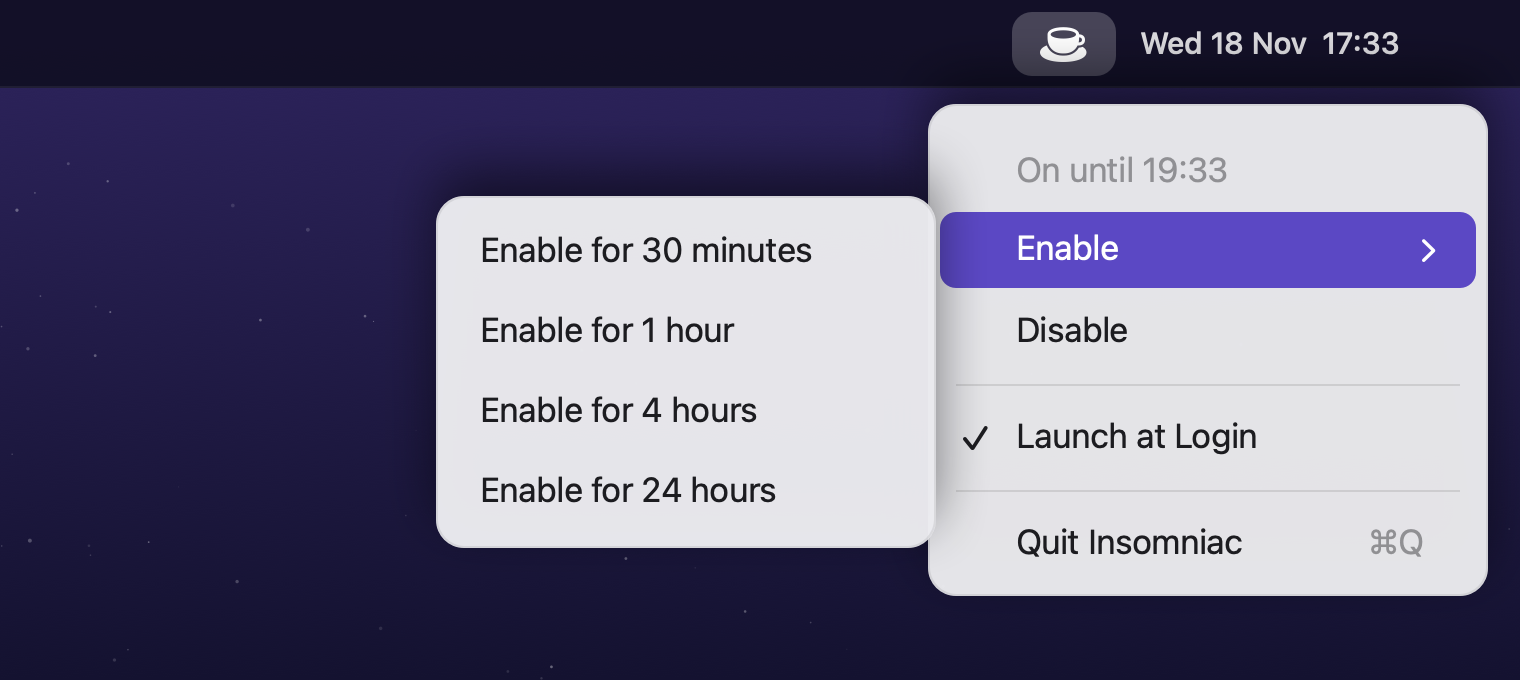 Wed 18 Nov 17:33
On until 19:33
Enable
Disable
Launch at Login
Quit Insomniac ⌘Q
Enable for 30 minutes
Enable for 1 hour
Enable for 4 hours
Enable for 24 hours